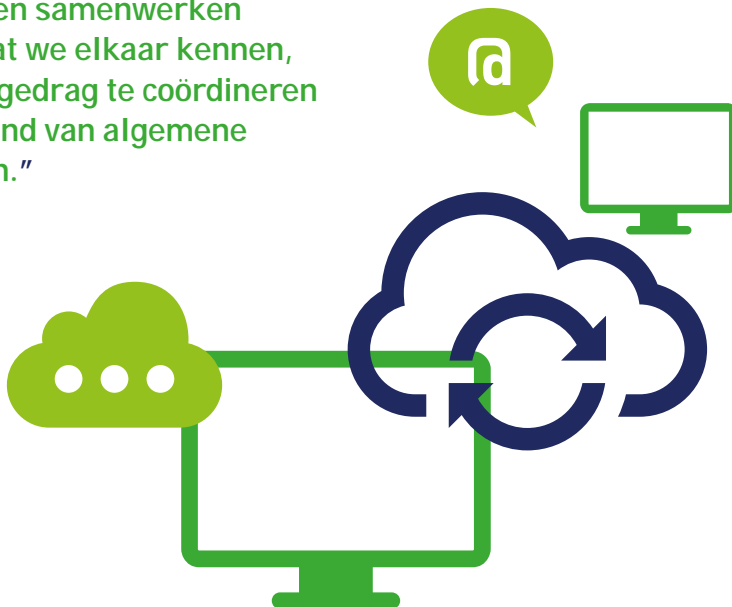 en samenwerken
at we elkaar kennen,
gedrag te coördineren
nd van algemene
n."
@